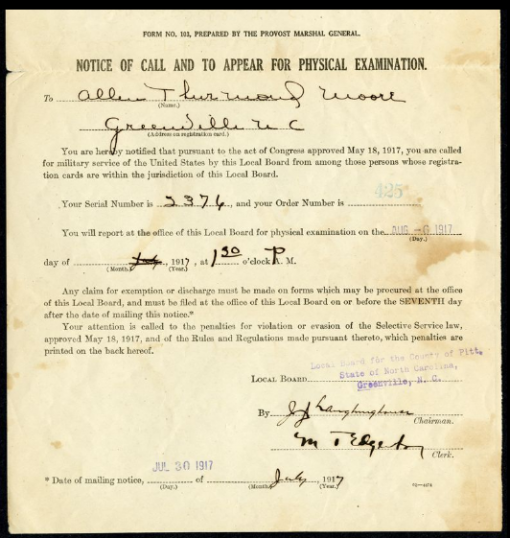 FORM NO. 103, PREPARED BY THE PROVOST MARSHAL GENERAL.
NOTICE OF CALL AND TO APPEAR FOR PHYSICAL EXAMINATION.
To Allen Thurmond Moore
(Name.)
Greenville N C
(Address on registration card.)
You are hereby notified that pursuant to the act of Congress approved May 18, 1917, you are called
for military service of the United States by this Local Board from among those persons whose registra-
tion cards are within the jurisdiction of this Local Board.
Your Serial Number is 2376, and your Order Number is 425
You will report at the office of this Local Board for physical examination on the AUG -6 1917
(Day.)
day of July, 1917, at 1 30 o'clock P. M.
(Month.) (Year.)
Any claim for exemption or discharge must be made on forms which may be procured at the office
of this Local Board, and must be filed at the office of this Local Board on or before the SEVENTH day
after the date of mailing this notice.*
Your attention is called to the penalties for violation or evasion of the Selective Service law,
approved May 18, 1917, and of the Rules and Regulations made pursuant thereto, which penalties are
printed on the back hereof.
Local Board for the County of Pitt,
State of North Carolina,
LOCAL BOARD
Greenville, N. C.
By J J Laughinghouse
Chairman.
M T Edgerton
Clerk.
JUL 30 1917
* Date of mailing notice, of July, 1917
(Day.) (Month.) (Year.)